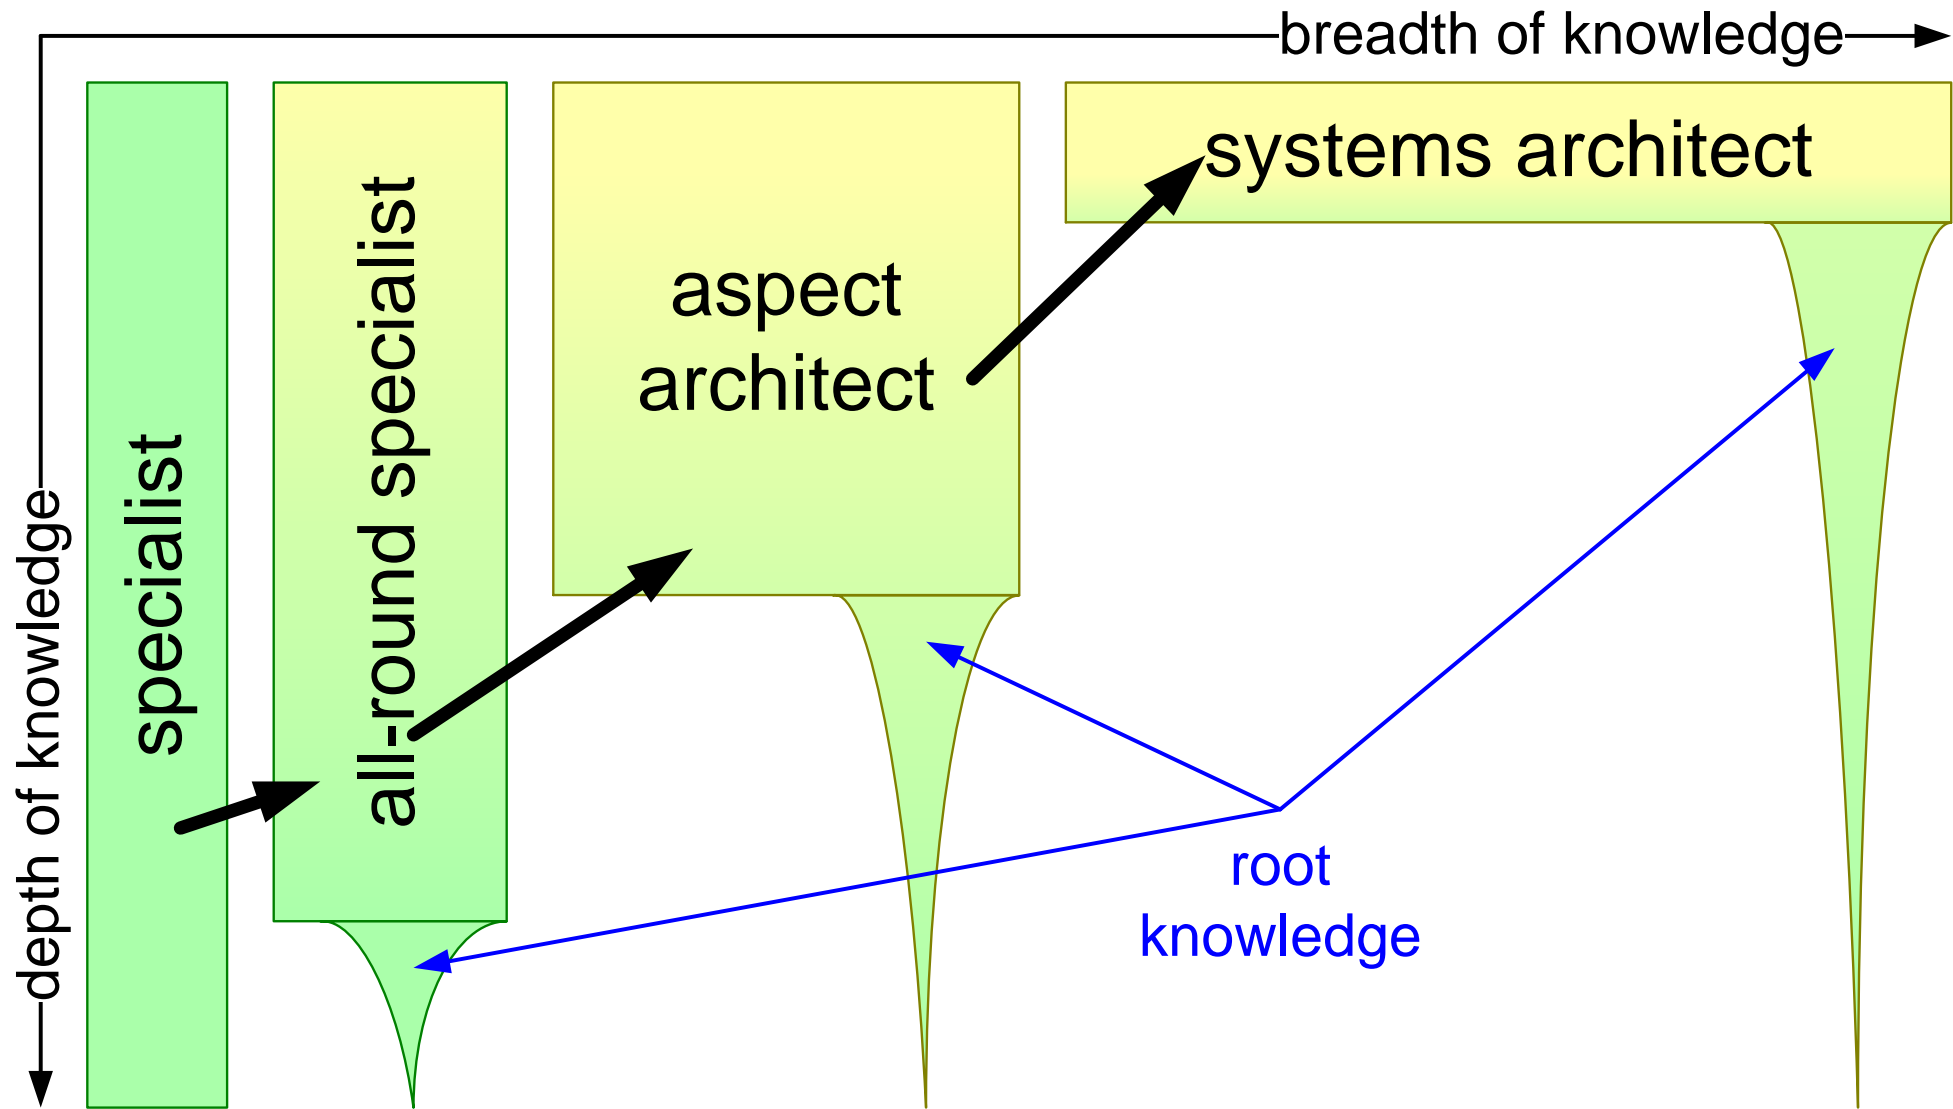 breadth of knowledge
depth of knowledge
specialist
all-round specialist
aspect
architect
systems architect
root
knowledge